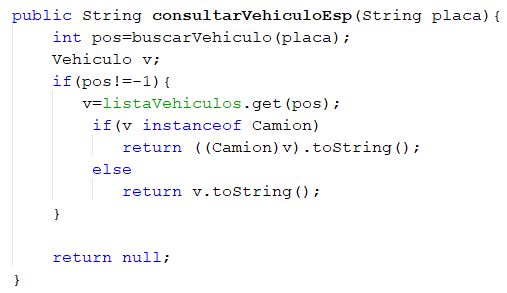 public String consultarVehiculoEsp(String placa){
    int pos=buscarVehiculo(placa);
    Vehiculo v;
    if(pos!=-1){
       v=listaVehiculos.get(pos);
        if(v instanceof Camion)
           return ((Camion)v).toString();
        else
           return v.toString();
    }
    return null;
}